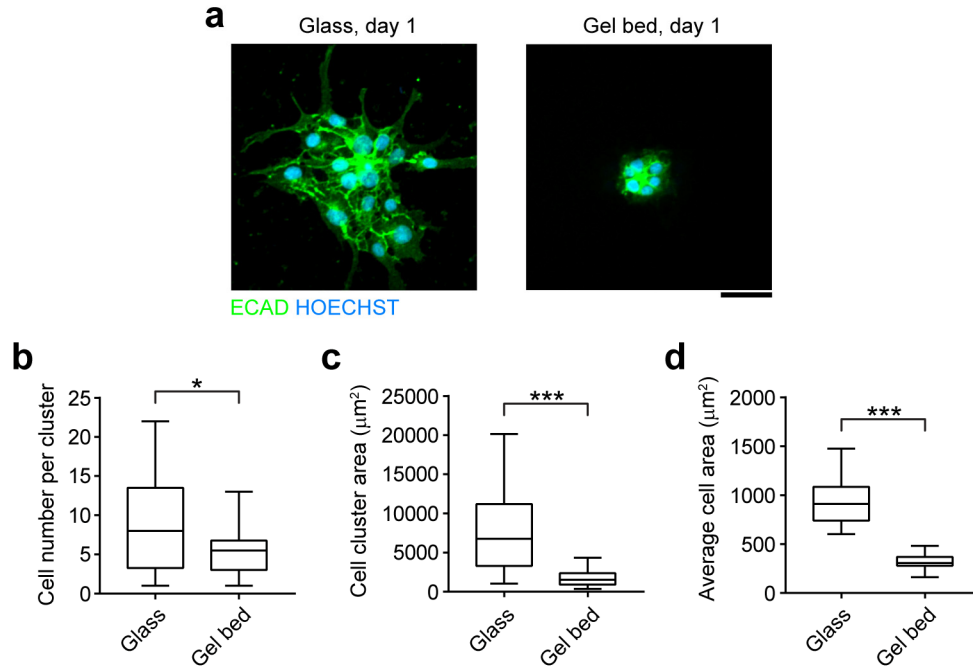 a
Glass, day 1
Gel bed, day 1
ECAD HOECHST
b
Cell number per cluster
25
20
15
10
5
0
*
Glass
Gel bed
c
Cell cluster area (μm²)
25000
20000
15000
10000
5000
0
***
Glass
Gel bed
d
Average cell area (μm²)
2000
1500
1000
500
0
***
Glass
Gel bed